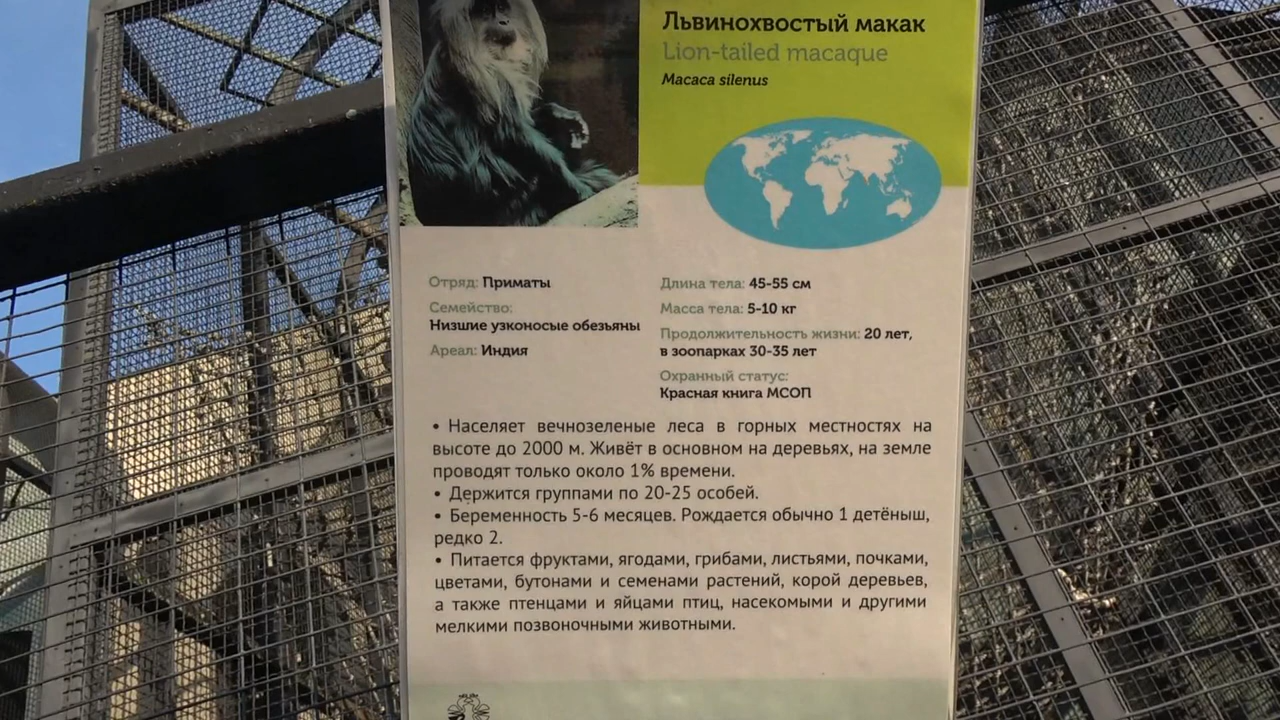 Львинохвостый макак
Lion-tailed macaque
Macaca silenus
Отряд: Приматы
Семейство:
Низшие узконосые обезьяны
Ареал: Индия
Длина тела: 45-55 см
Масса тела: 5-10 кг
Продолжительность жизни: 20 лет,
в зоопарках 30-35 лет
Охранный статус:
Красная книга МСОП
• Населяет вечнозеленые леса в горных местностях на
высоте до 2000 м. Живёт в основном на деревьях, на земле
проводят только около 1% времени.
• Держится группами по 20-25 особей.
• Беременность 5-6 месяцев. Рождается обычно 1 детёныш,
редко 2.
• Питается фруктами, ягодами, грибами, листьями, почками,
цветами, бутонами и семенами растений, корой деревьев,
а также птенцами и яйцами птиц, насекомыми и другими
мелкими позвоночными животными.